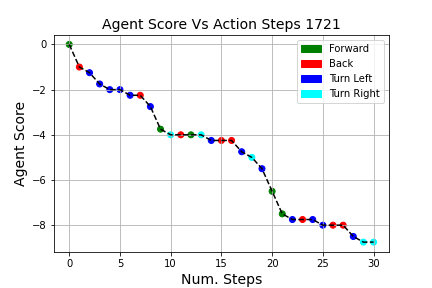 Agent Score Vs Action Steps 1721
Agent Score
0
−2
−4
−6
−8
Forward
Back
Turn Left
Turn Right
0 5 10 15 20 25 30
Num. Steps